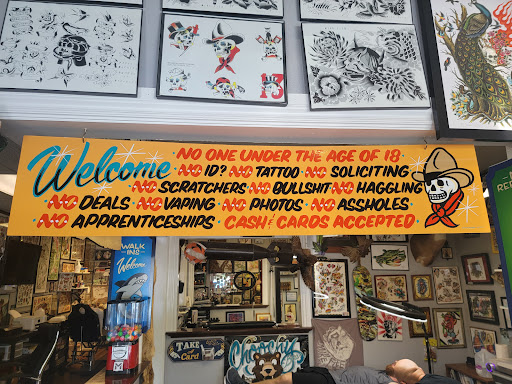 Welcome
NO ONE UNDER THE AGE OF 18
NO ID? NO TATTOO · NO SOLICITING
NO SCRATCHERS · NO BULLSHIT · NO HAGGLING
NO DEALS · NO VAPING · NO PHOTOS · NO ASSHOLES
NO APPRENTICESHIPS · CASH & CARDS ACCEPTED
WALK
INS
Welcome
TAKE
Card